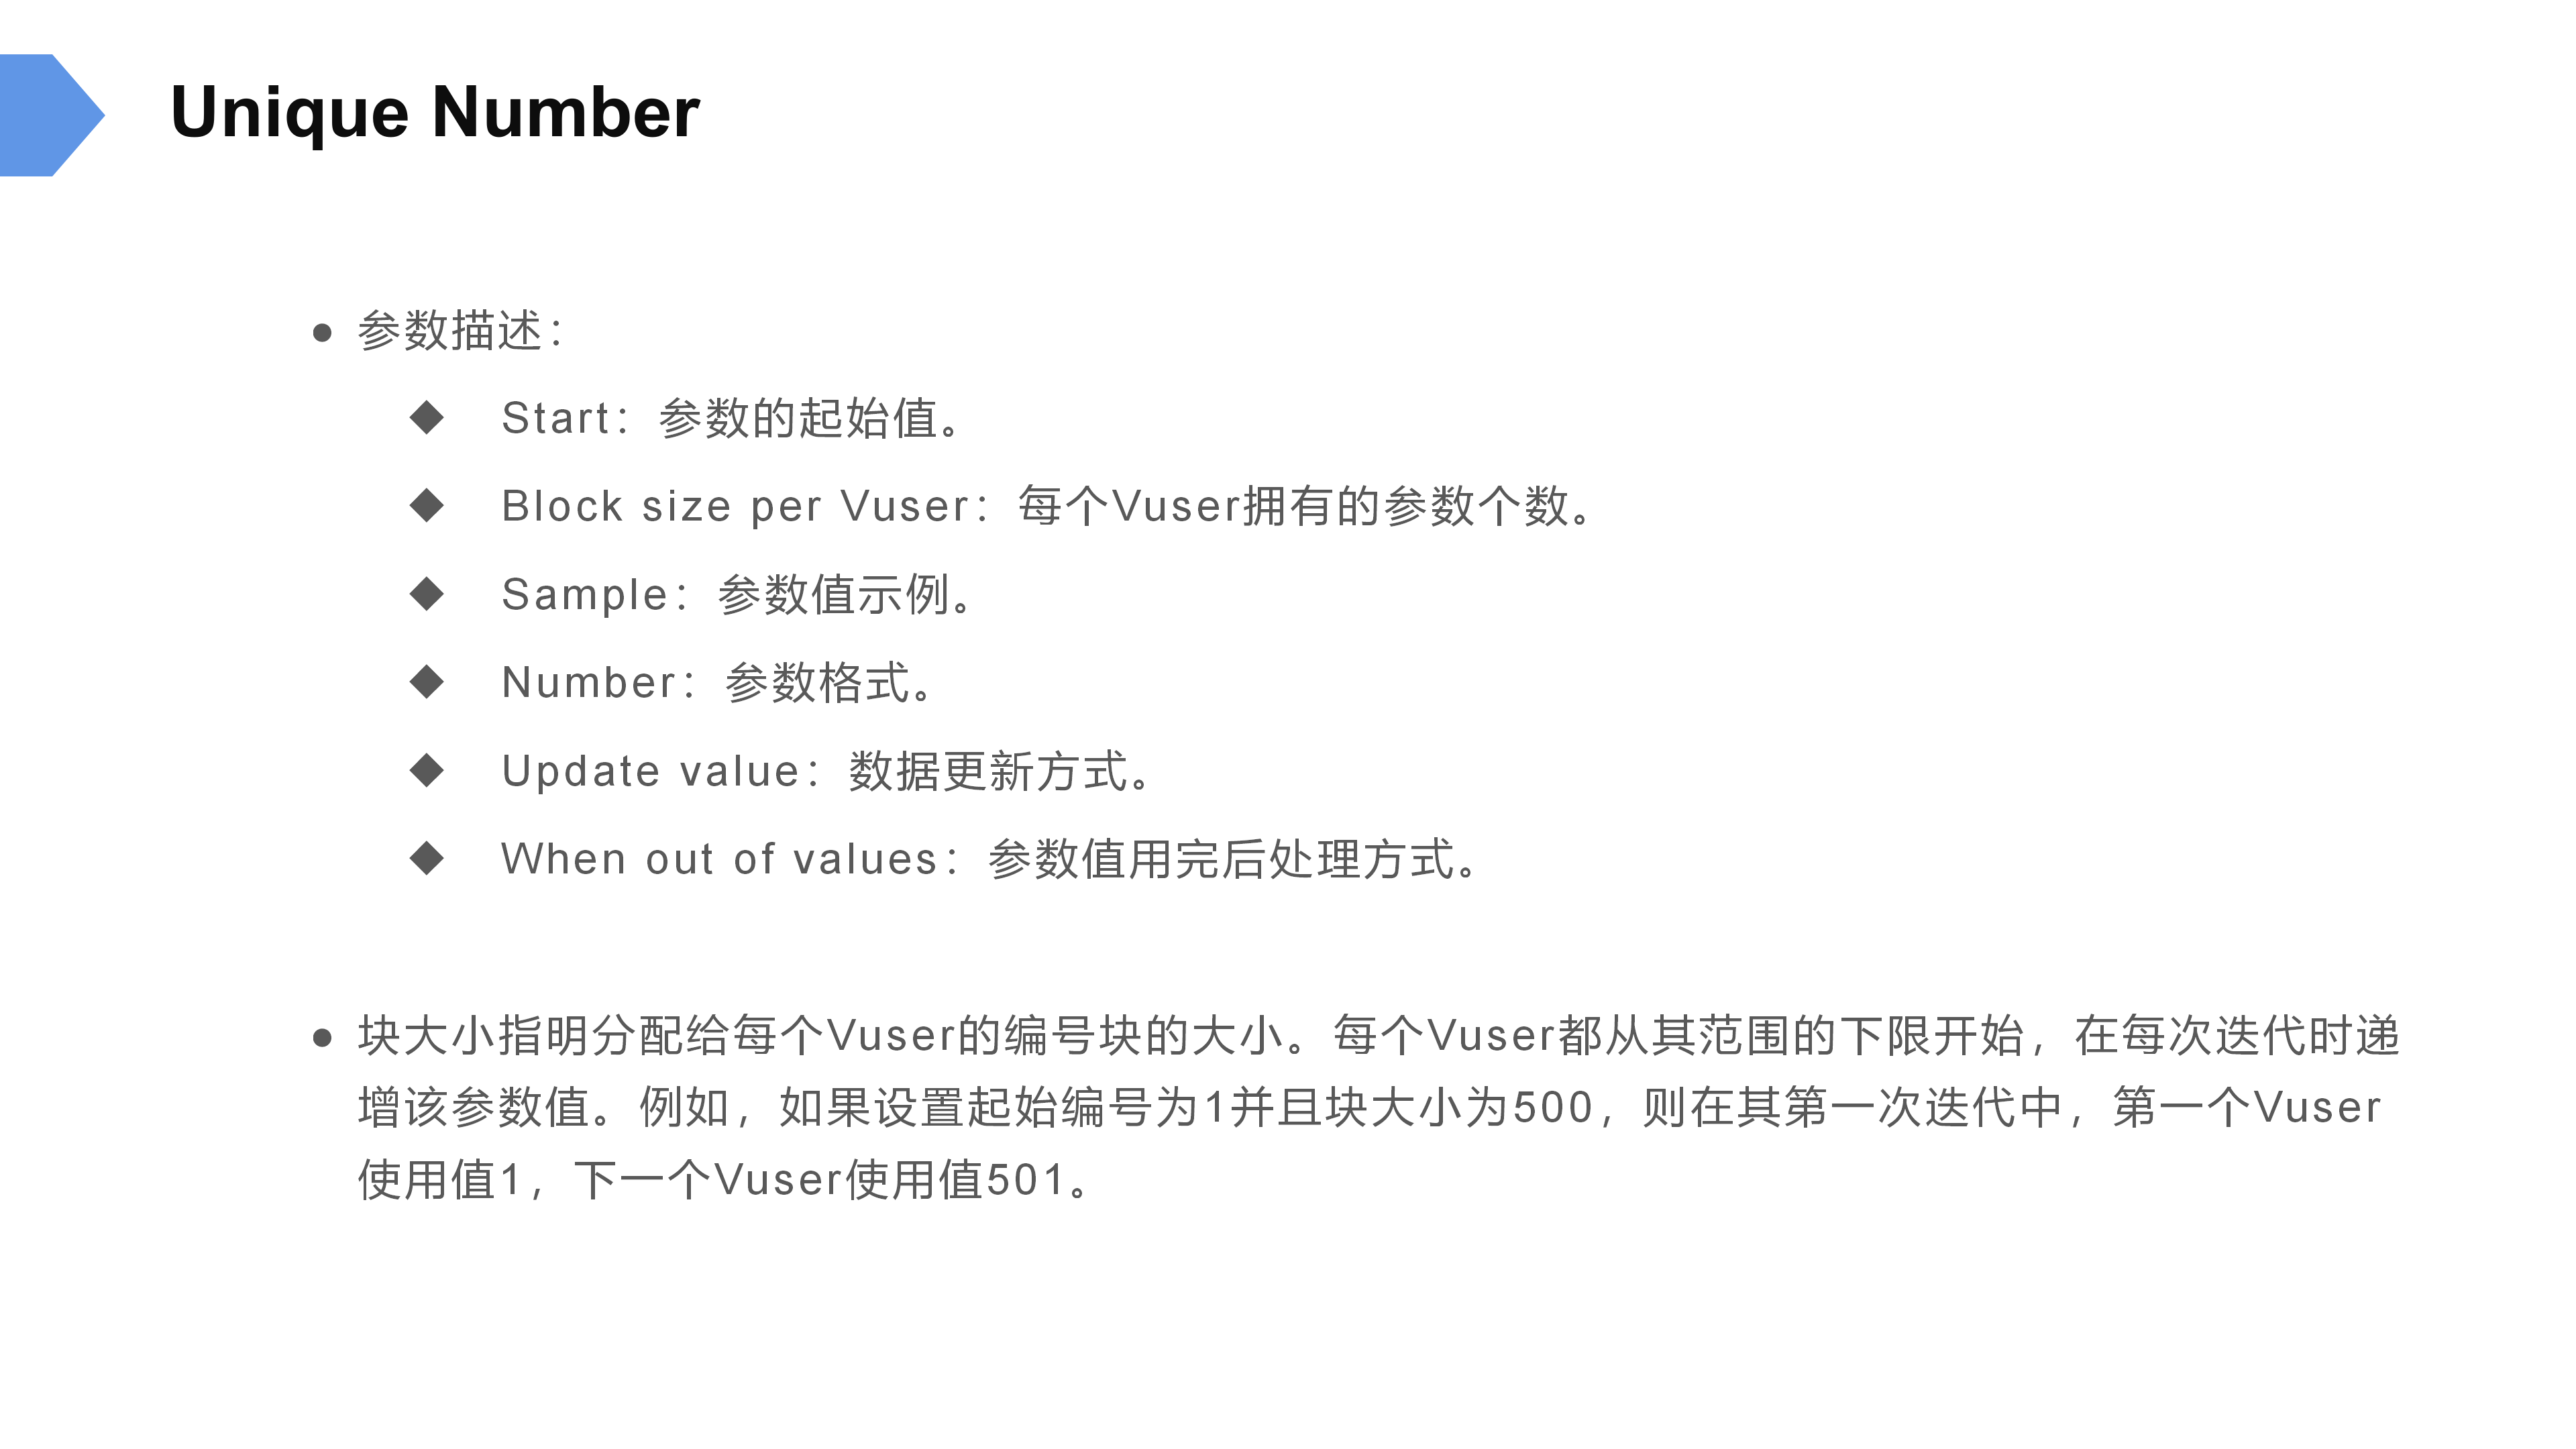 Unique Number
● 参数描述：
◆ Start：参数的起始值。
◆ Block size per Vuser：每个Vuser拥有的参数个数。
◆ Sample：参数值示例。
◆ Number：参数格式。
◆ Update value：数据更新方式。
◆ When out of values：参数值用完后处理方式。
● 块大小指明分配给每个Vuser的编号块的大小。每个Vuser都从其范围的下限开始，在每次迭代时递
增该参数值。例如，如果设置起始编号为1并且块大小为500，则在其第一次迭代中，第一个Vuser
使用值1，下一个Vuser使用值501。